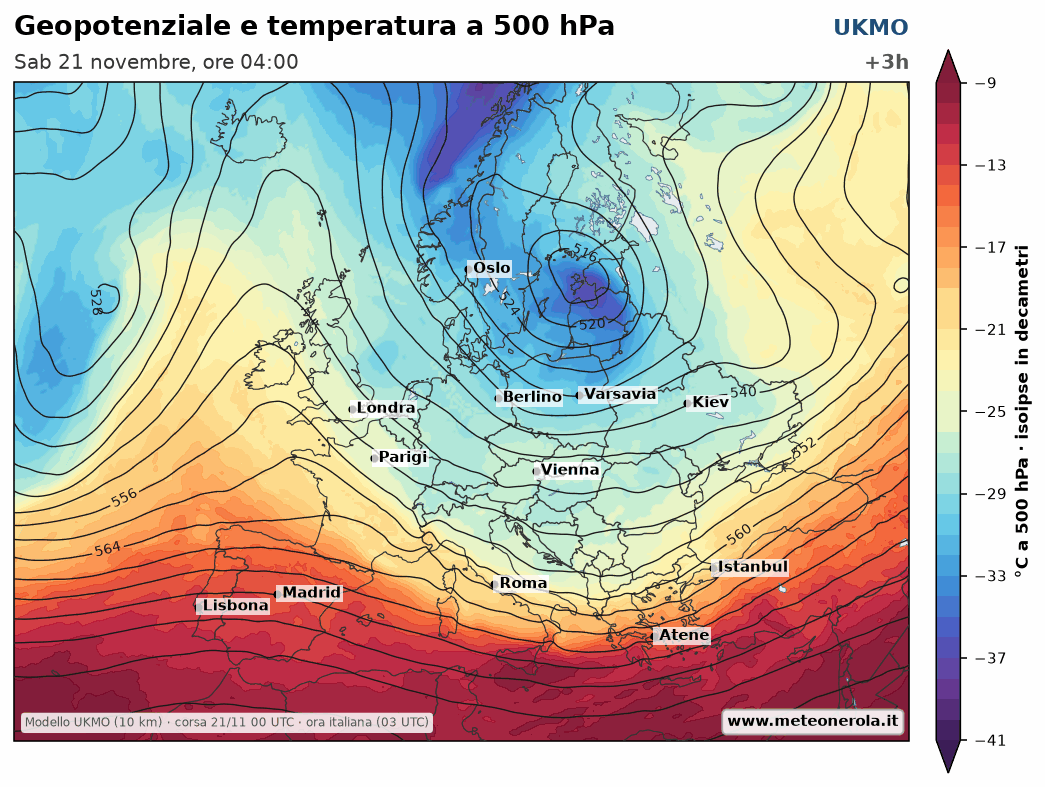 Geopotenziale e temperatura a 500 hPa
UKMO
Sab 21 novembre, ore 04:00
+3h
−9
−13
−17
−21
−25
−29
−33
−37
−41
°C a 500 hPa · isoipse in decametri
516
Oslo
528
524
520
Berlino
Varsavia
540
Kiev
Londra
552
Parigi
Vienna
556
560
564
Istanbul
Roma
Madrid
Lisbona
Atene
Modello UKMO (10 km) · corsa 21/11 00 UTC · ora italiana (03 UTC)
www.meteonerola.it